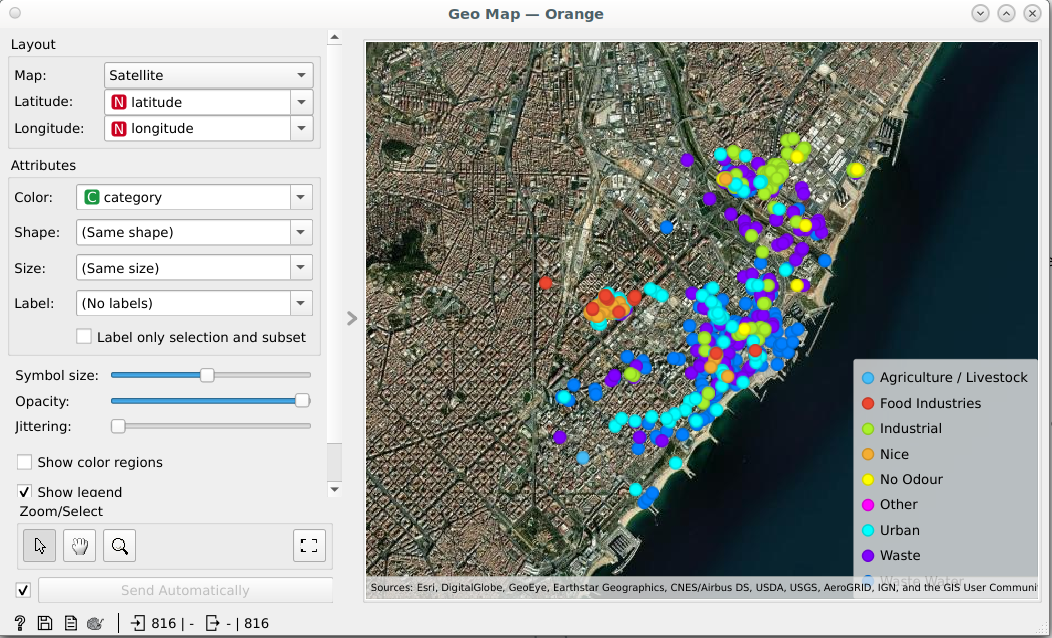 Geo Map — Orange
Layout
Map: Satellite
Latitude: N latitude
Longitude: N longitude
Attributes
Color: C category
Shape: (Same shape)
Size: (Same size)
Label: (No labels)
Label only selection and subset
Symbol size:
Opacity:
Jittering:
Show color regions
Show legend
Zoom/Select
Send Automatically
? 816 | - - | 816
Agriculture / Livestock
Food Industries
Industrial
Nice
No Odour
Other
Urban
Waste
Waste Water
Sources: Esri, DigitalGlobe, GeoEye, Earthstar Geographics, CNES/Airbus DS, USDA, USGS, AeroGRID, IGN, and the GIS User Communi